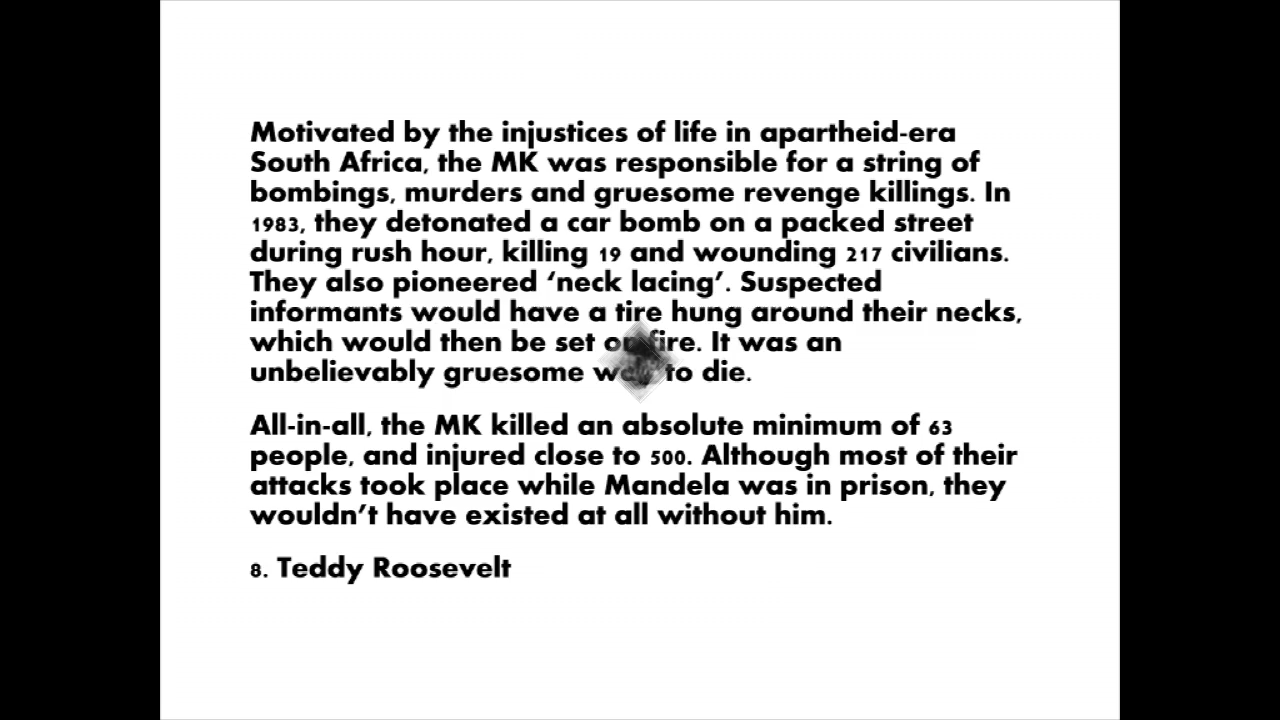 Motivated by the injustices of life in apartheid-era
South Africa, the MK was responsible for a string of
bombings, murders and gruesome revenge killings. In
1983, they detonated a car bomb on a packed street
during rush hour, killing 19 and wounding 217 civilians.
They also pioneered ‘neck lacing’. Suspected
informants would have a tire hung around their necks,
which would then be set on fire. It was an
unbelievably gruesome way to die.
All-in-all, the MK killed an absolute minimum of 63
people, and injured close to 500. Although most of their
attacks took place while Mandela was in prison, they
wouldn’t have existed at all without him.
8. Teddy Roosevelt